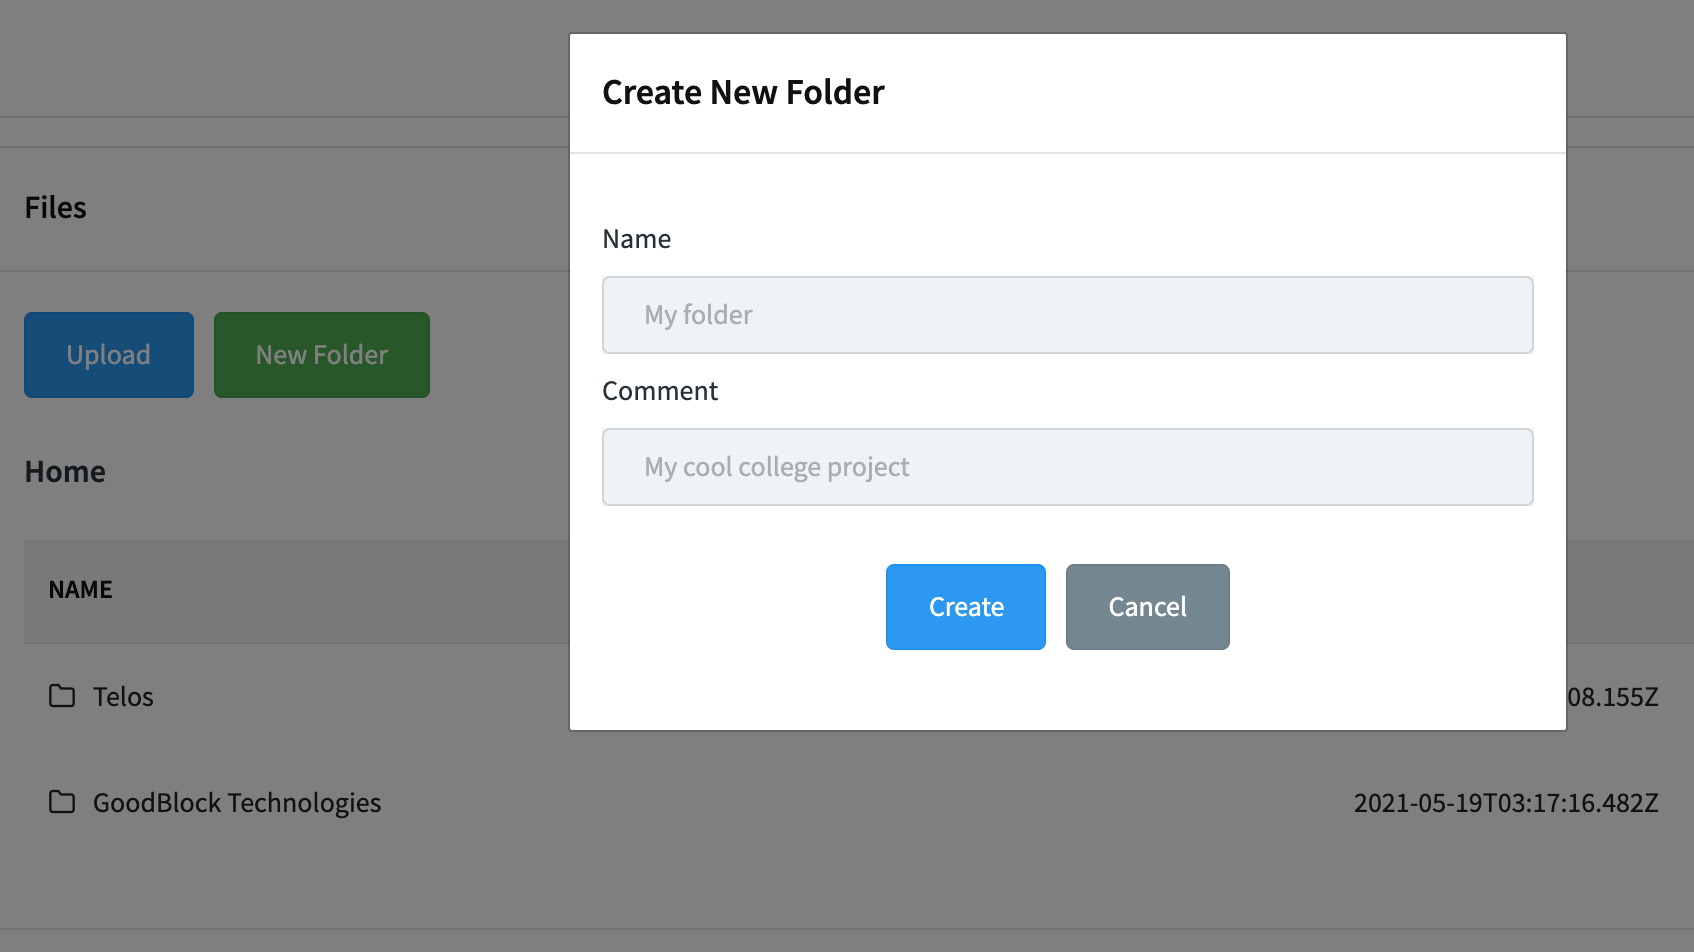 Create New Folder
Name
My folder
Comment
My cool college project
Create Cancel
Files
Upload New Folder
Home
NAME
Telos 08.155Z
GoodBlock Technologies 2021-05-19T03:17:16.482Z